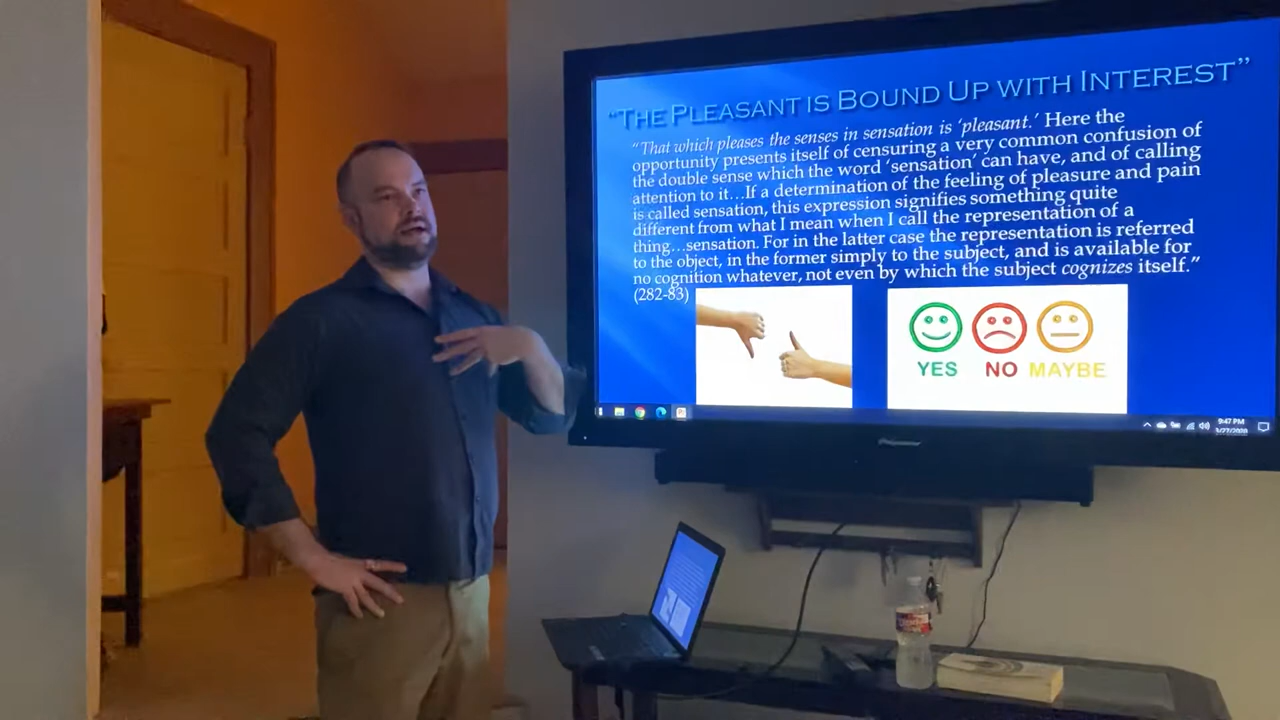 “THE PLEASANT IS BOUND UP WITH INTEREST”
“That which pleases the senses in sensation is ‘pleasant.’ Here the
opportunity presents itself of censuring a very common confusion of
the double sense which the word ‘sensation’ can have, and of calling
attention to it…If a determination of the feeling of pleasure and pain
is called sensation, this expression signifies something quite
different from what I mean when I call the representation of a
thing…sensation. For in the latter case the representation is referred
to the object, in the former simply to the subject, and is available for
no cognition whatever, not even by which the subject cognizes itself.”
(282-83)
YES NO MAYBE
9:47 PM
Pioneer